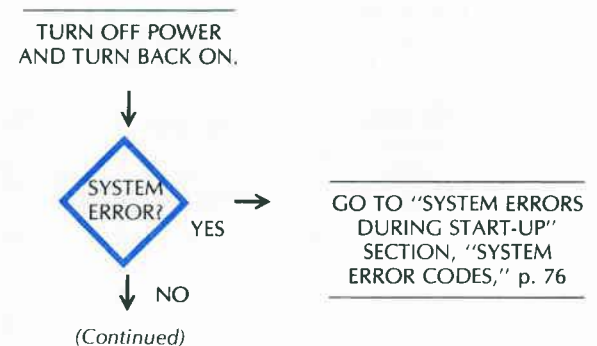 TURN OFF POWER
AND TURN BACK ON.
SYSTEM
ERROR?
YES
GO TO "SYSTEM ERRORS
DURING START-UP"
SECTION, "SYSTEM
ERROR CODES," p. 76
NO
(Continued)